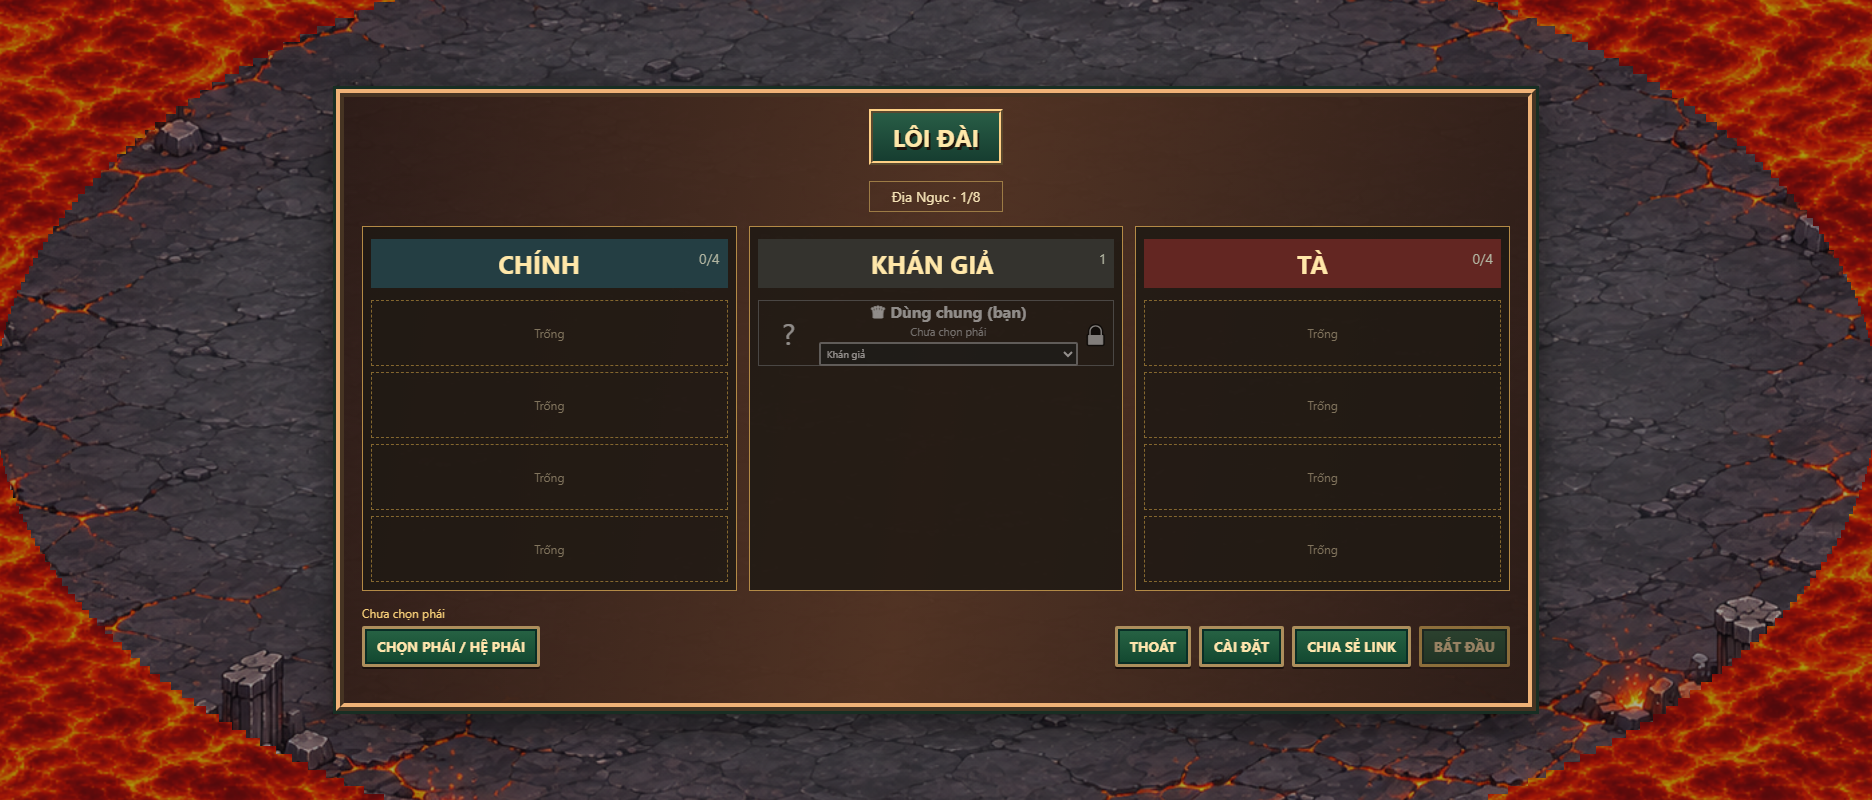 LÔI ĐÀI
Địa Ngục · 1/8
CHÍNH
0/4
Trống
Trống
Trống
Trống
KHÁN GIẢ
1
?
Dùng chung (bạn)
Chưa chọn phái
Khán giả
TÀ
0/4
Trống
Trống
Trống
Trống
Chưa chọn phái
CHỌN PHÁI / HỆ PHÁI
THOÁT
CÀI ĐẶT
CHIA SẺ LINK
BẮT ĐẦU